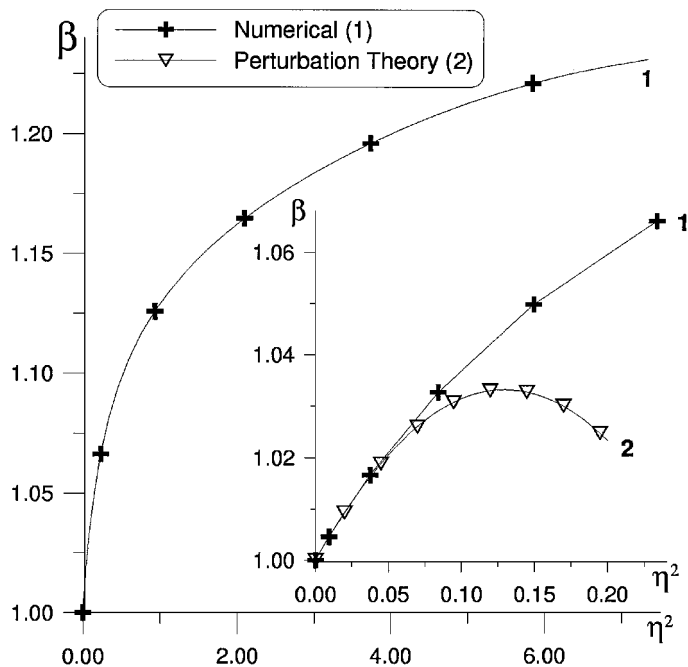 β
Numerical (1)
Perturbation Theory (2)
1
1.20
β
1
1.15
1.06
1.10
1.04
2
1.02
1.05
1.00
η²
0.00 0.05 0.10 0.15 0.20
1.00
η²
0.00 2.00 4.00 6.00